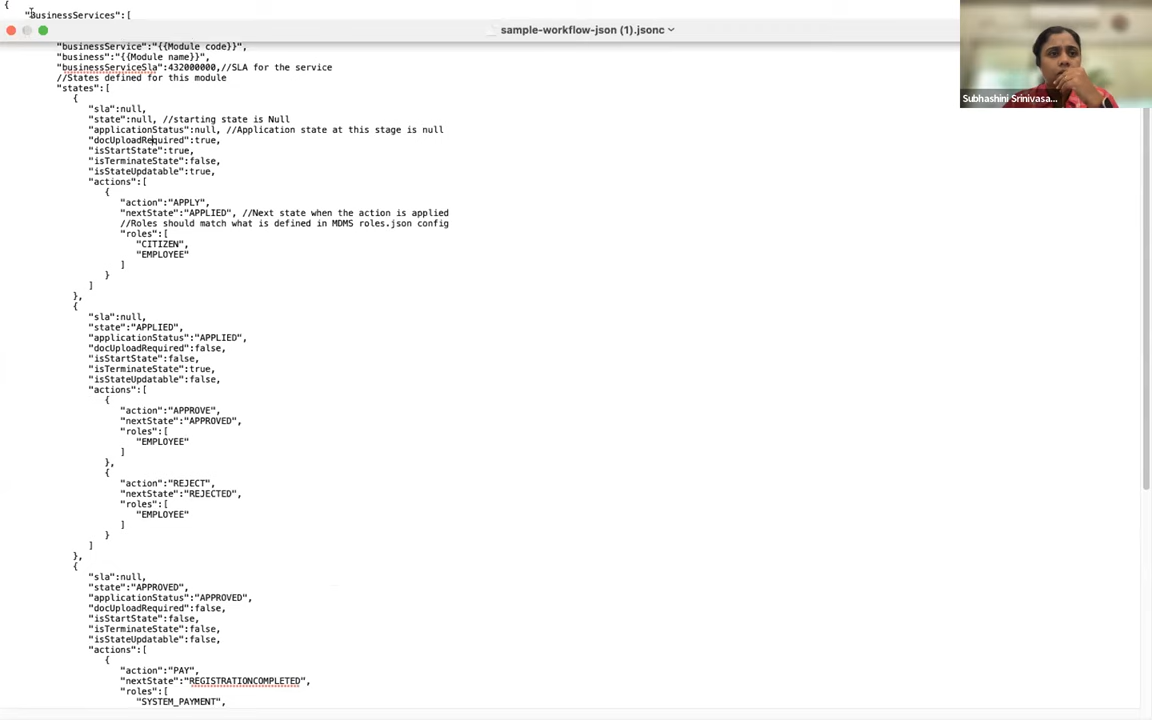 {
"BusinessServices":[
sample-workflow-json (1).jsonc
"businessService":"{{Module code}}",
"business":"{{Module name}}",
"businessServiceSla":432000000,//SLA for the service
//States defined for this module
"states":[
{
"sla":null,
"state":null, //starting state is Null
"applicationStatus":null, //Application state at this stage is null
"docUploadRequired":true,
"isStartState":true,
"isTerminateState":false,
"isStateUpdatable":true,
"actions":[
{
"action":"APPLY",
"nextState":"APPLIED", //Next state when the action is applied
//Roles should match what is defined in MDMS roles.json config
"roles":[
"CITIZEN",
"EMPLOYEE"
]
}
]
},
{
"sla":null,
"state":"APPLIED",
"applicationStatus":"APPLIED",
"docUploadRequired":false,
"isStartState":false,
"isTerminateState":true,
"isStateUpdatable":false,
"actions":[
{
"action":"APPROVE",
"nextState":"APPROVED",
"roles":[
"EMPLOYEE"
]
},
{
"action":"REJECT",
"nextState":"REJECTED",
"roles":[
"EMPLOYEE"
]
}
]
},
{
"sla":null,
"state":"APPROVED",
"applicationStatus":"APPROVED",
"docUploadRequired":false,
"isStartState":false,
"isTerminateState":false,
"isStateUpdatable":false,
"actions":[
{
"action":"PAY",
"nextState":"REGISTRATIONCOMPLETED",
"roles":[
"SYSTEM_PAYMENT",
Subhashini Srinivasa...